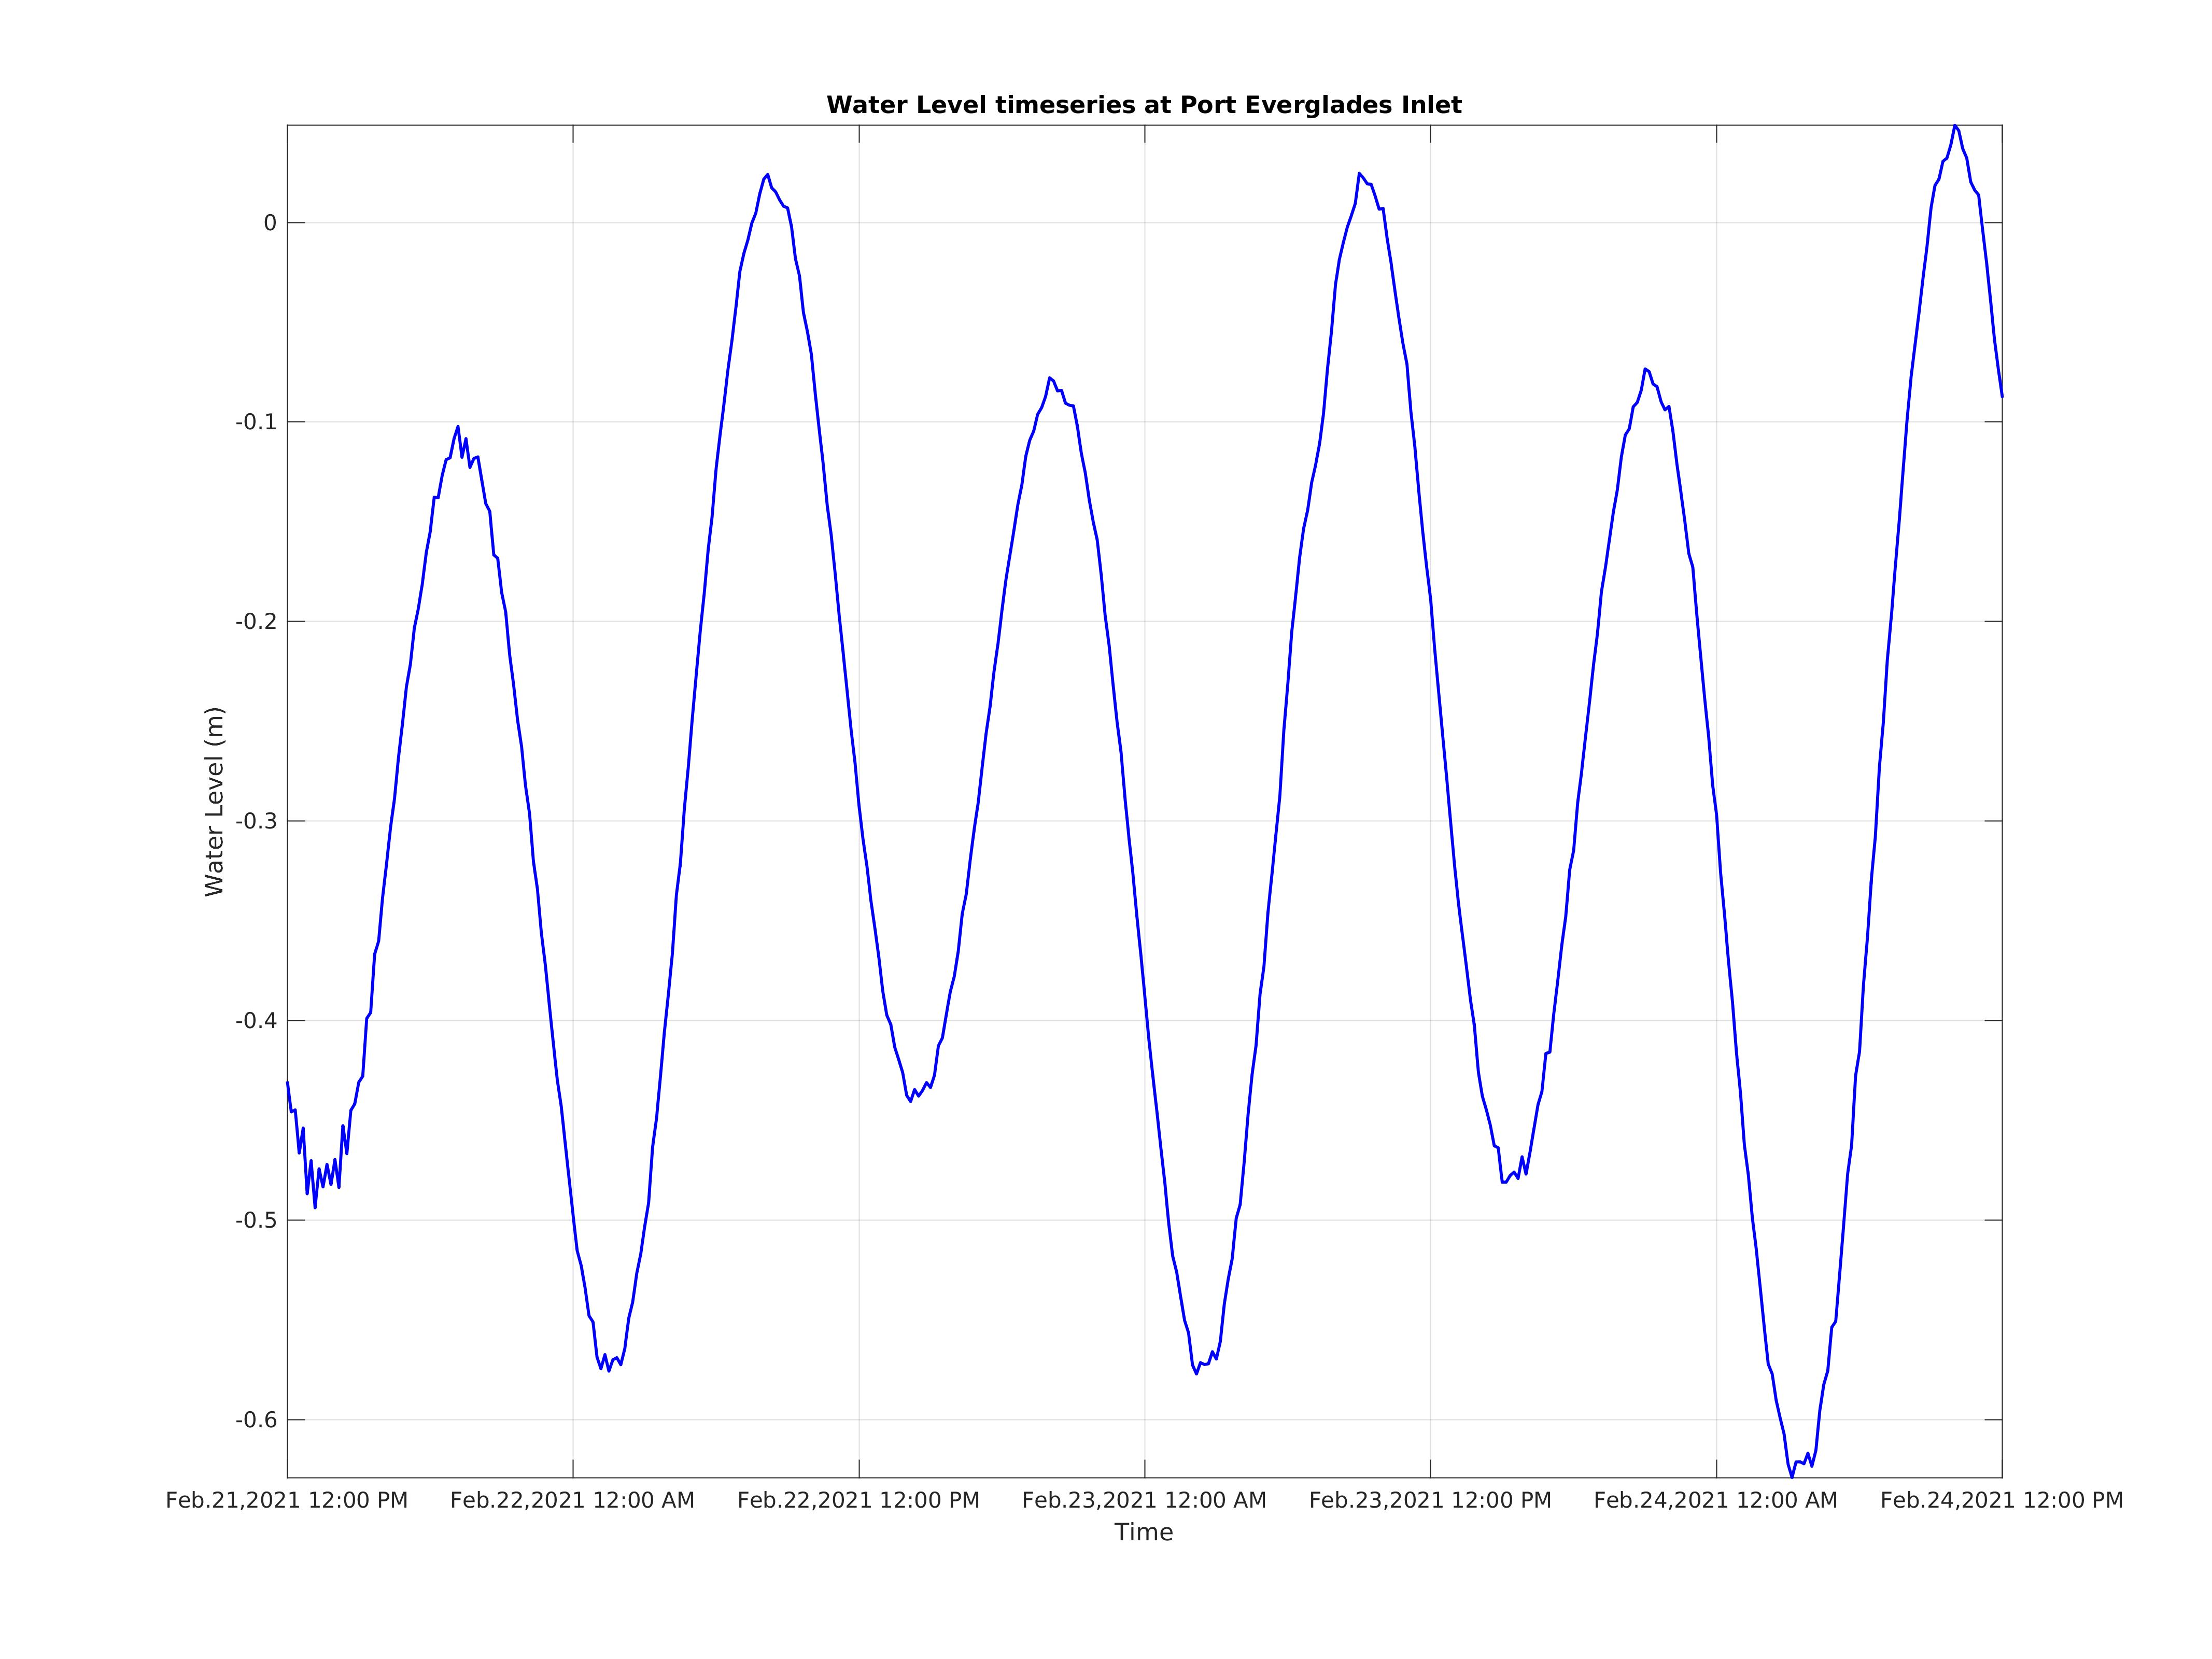 Water Level timeseries at Port Everglades Inlet
0
-0.1
-0.2
-0.3
-0.4
-0.5
-0.6
Water Level (m)
Feb.21,2021 12:00 PM
Feb.22,2021 12:00 AM
Feb.22,2021 12:00 PM
Feb.23,2021 12:00 AM
Feb.23,2021 12:00 PM
Feb.24,2021 12:00 AM
Feb.24,2021 12:00 PM
Time